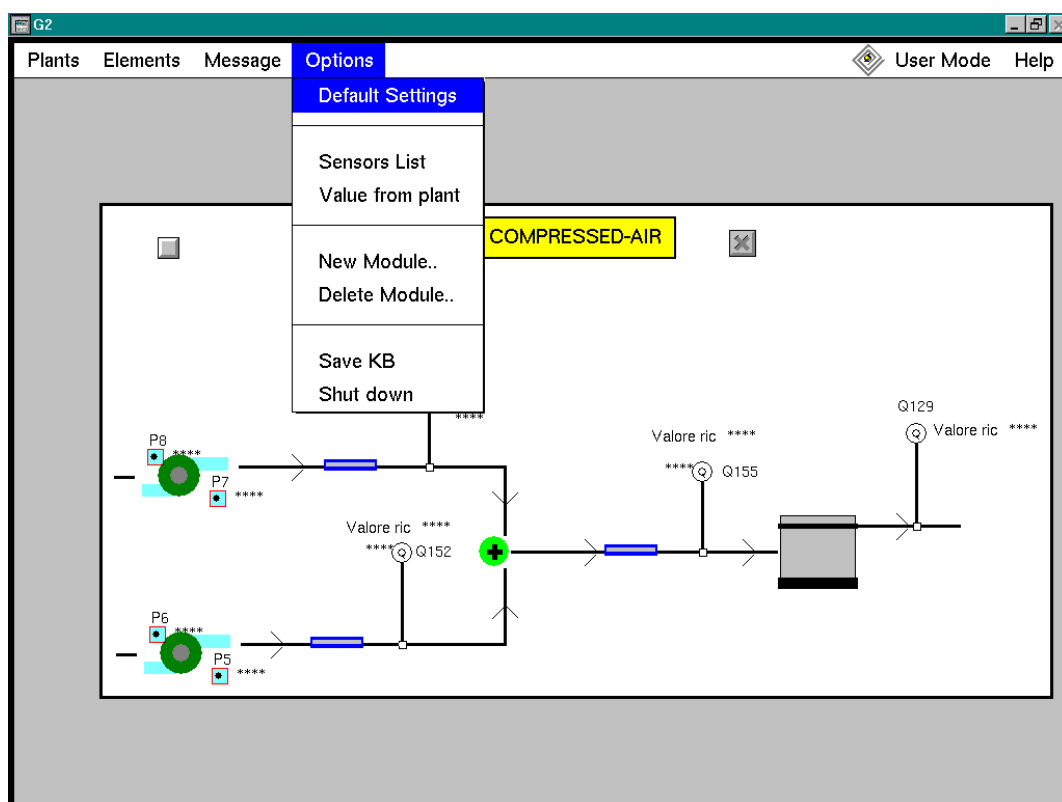 G2
Plants Elements Message Options User Mode Help
Default Settings
Sensors List
Value from plant
New Module..
Delete Module..
Save KB
Shut down
COMPRESSED-AIR
****
Q129
Valore ric ****
Valore ric ****
**** Q Q155
Q
P8
****
P7
****
Valore ric ****
**** Q Q152
P6
****
P5
****